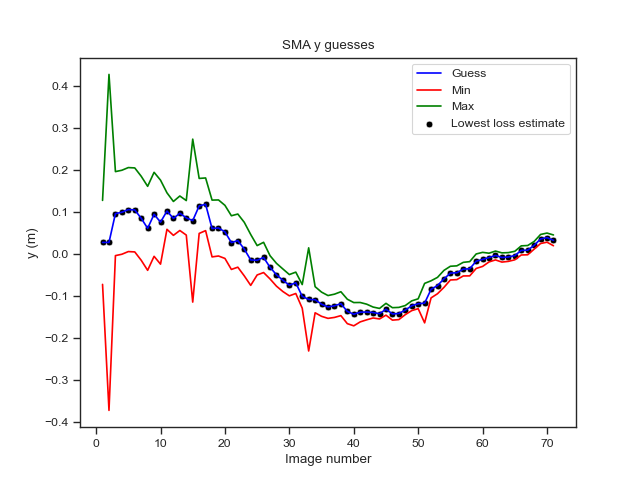 SMA y guesses
Guess
Min
Max
Lowest loss estimate
y (m)
0.4
0.3
0.2
0.1
0.0
−0.1
−0.2
−0.3
−0.4
0 10 20 30 40 50 60 70
Image number